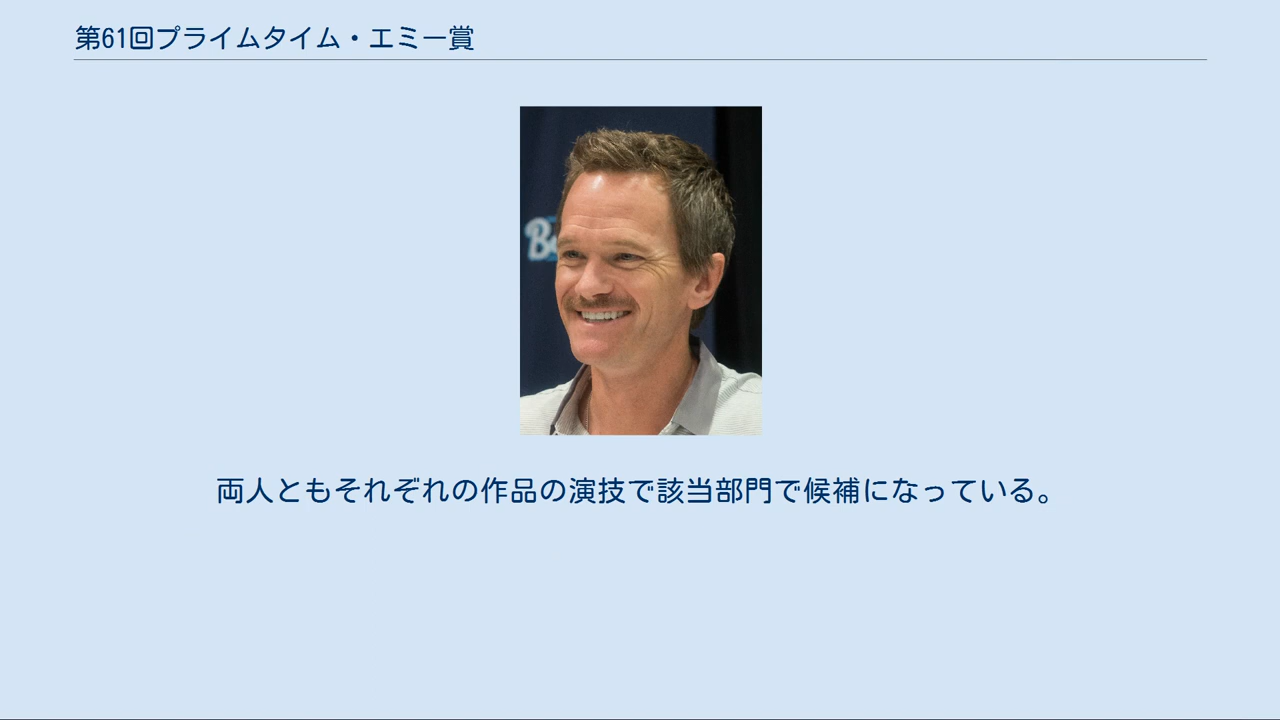 第61回プライムタイム・エミー賞
両人ともそれぞれの作品の演技で該当部門で候補になっている。